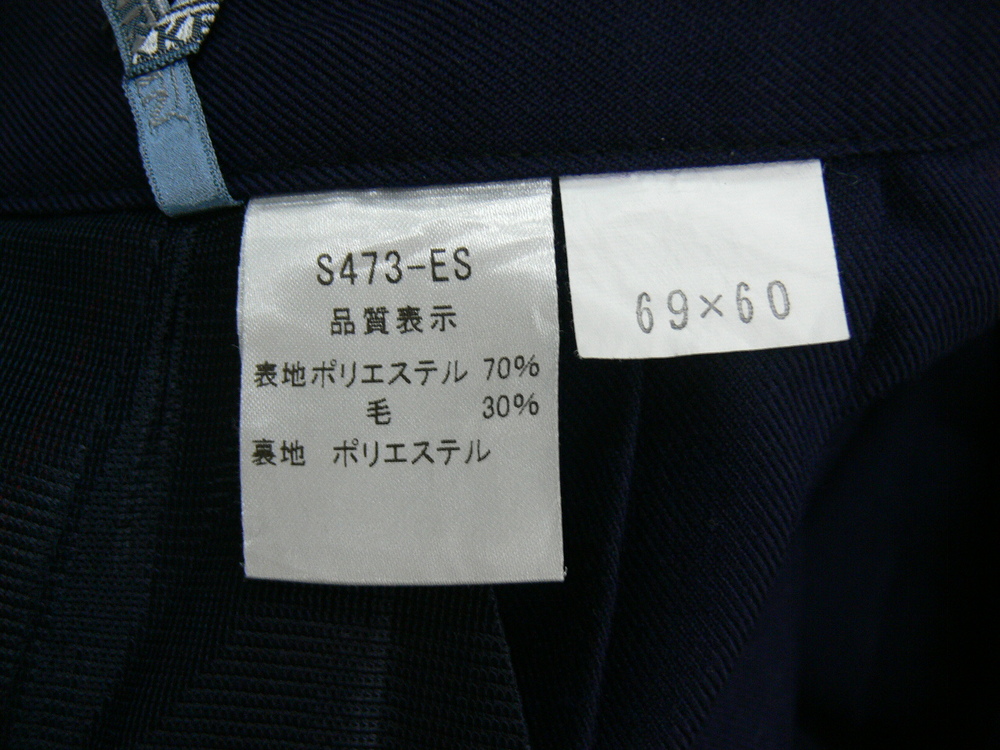 S473-ES
品質表示
表地ポリエステル 70%
毛 30%
裏地 ポリエステル
69×60